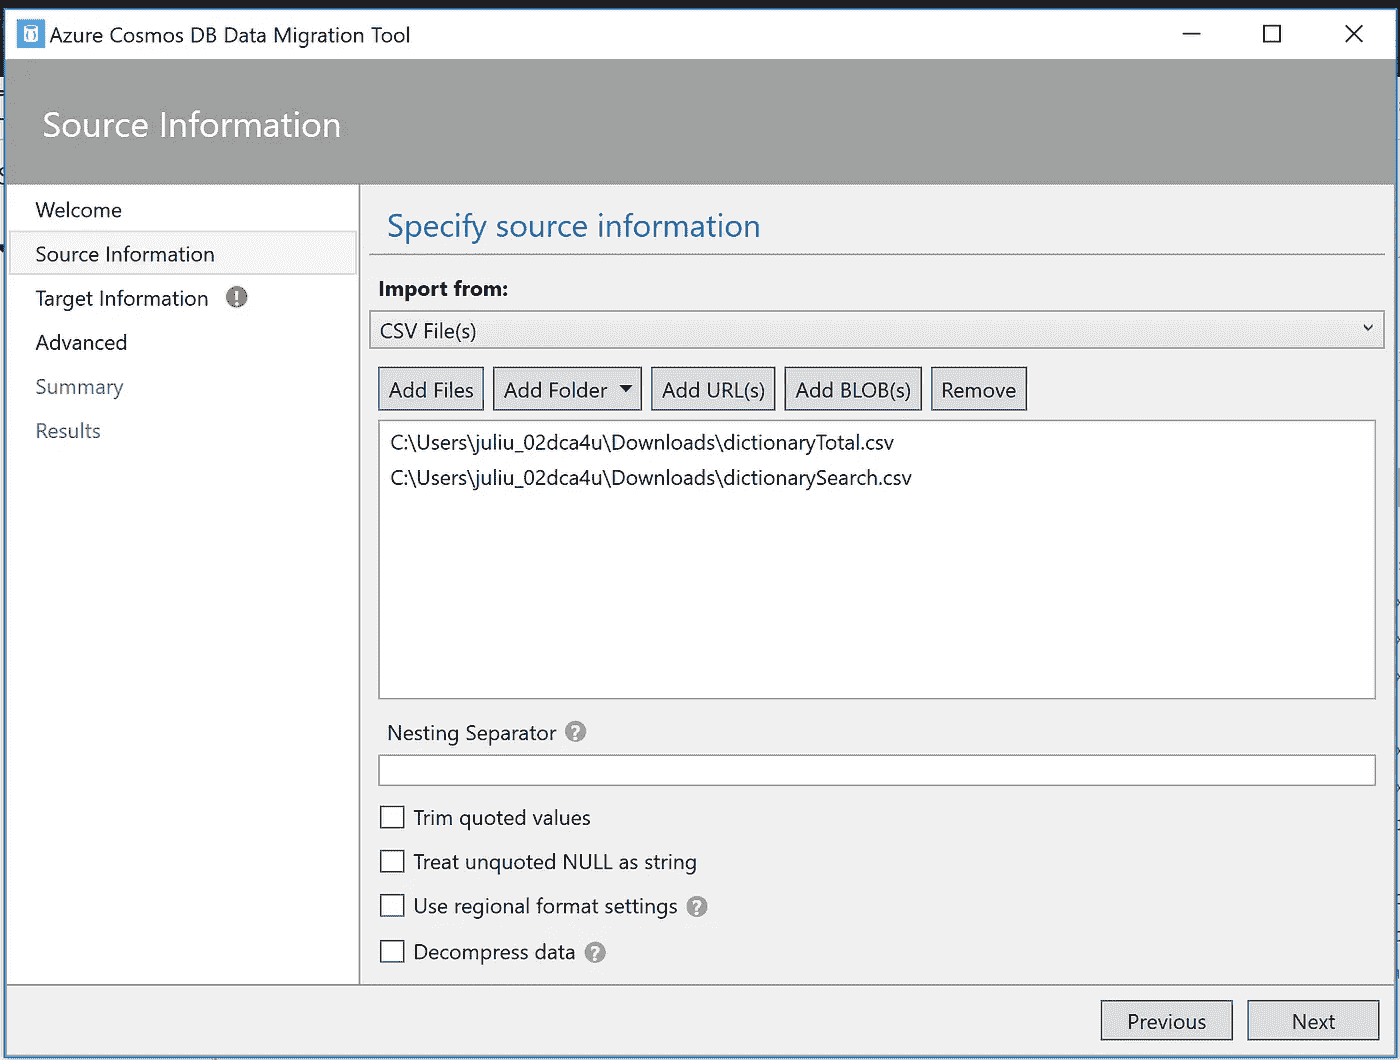 Azure Cosmos DB Data Migration Tool
Source Information
Welcome
Source Information
Target Information
Advanced
Summary
Results
Specify source information
Import from:
CSV File(s)
Add Files Add Folder Add URL(s) Add BLOB(s) Remove
C:\Users\juliu_02dca4u\Downloads\dictionaryTotal.csv
C:\Users\juliu_02dca4u\Downloads\dictionarySearch.csv
Nesting Separator
Trim quoted values
Treat unquoted NULL as string
Use regional format settings
Decompress data
Previous Next